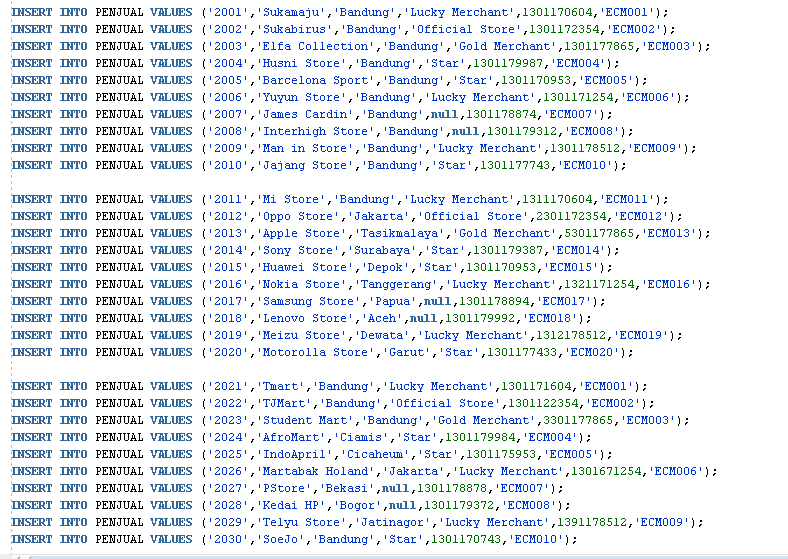 INSERT INTO PENJUAL VALUES ('2001','Sukamaju','Bandung','Lucky Merchant',1301170604,'ECM001');
INSERT INTO PENJUAL VALUES ('2002','Sukabirus','Bandung','Official Store',1301172354,'ECM002');
INSERT INTO PENJUAL VALUES ('2003','Elfa Collection','Bandung','Gold Merchant',1301177865,'ECM003');
INSERT INTO PENJUAL VALUES ('2004','Husni Store','Bandung','Star',1301179987,'ECM004');
INSERT INTO PENJUAL VALUES ('2005','Barcelona Sport','Bandung','Star',1301170953,'ECM005');
INSERT INTO PENJUAL VALUES ('2006','Yuyun Store','Bandung','Lucky Merchant',1301171254,'ECM006');
INSERT INTO PENJUAL VALUES ('2007','James Cardin','Bandung',null,1301178874,'ECM007');
INSERT INTO PENJUAL VALUES ('2008','Interhigh Store','Bandung',null,1301179312,'ECM008');
INSERT INTO PENJUAL VALUES ('2009','Man in Store','Bandung','Lucky Merchant',1301178512,'ECM009');
INSERT INTO PENJUAL VALUES ('2010','Jajang Store','Bandung','Star',1301177743,'ECM010');
INSERT INTO PENJUAL VALUES ('2011','Mi Store','Bandung','Lucky Merchant',1311170604,'ECM011');
INSERT INTO PENJUAL VALUES ('2012','Oppo Store','Jakarta','Official Store',2301172354,'ECM012');
INSERT INTO PENJUAL VALUES ('2013','Apple Store','Tasikmalaya','Gold Merchant',5301177865,'ECM013');
INSERT INTO PENJUAL VALUES ('2014','Sony Store','Surabaya','Star',1301179387,'ECM014');
INSERT INTO PENJUAL VALUES ('2015','Huawei Store','Depok','Star',1301170953,'ECM015');
INSERT INTO PENJUAL VALUES ('2016','Nokia Store','Tanggerang','Lucky Merchant',1321171254,'ECM016');
INSERT INTO PENJUAL VALUES ('2017','Samsung Store','Papua',null,1301178894,'ECM017');
INSERT INTO PENJUAL VALUES ('2018','Lenovo Store','Aceh',null,1301179992,'ECM018');
INSERT INTO PENJUAL VALUES ('2019','Meizu Store','Dewata','Lucky Merchant',1312178512,'ECM019');
INSERT INTO PENJUAL VALUES ('2020','Motorolla Store','Garut','Star',1301177433,'ECM020');
INSERT INTO PENJUAL VALUES ('2021','Tmart','Bandung','Lucky Merchant',1301171604,'ECM001');
INSERT INTO PENJUAL VALUES ('2022','TJMart','Bandung','Official Store',1301122354,'ECM002');
INSERT INTO PENJUAL VALUES ('2023','Student Mart','Bandung','Gold Merchant',3301177865,'ECM003');
INSERT INTO PENJUAL VALUES ('2024','AfroMart','Ciamis','Star',1301179984,'ECM004');
INSERT INTO PENJUAL VALUES ('2025','IndoApril','Cicaheum','Star',1301175953,'ECM005');
INSERT INTO PENJUAL VALUES ('2026','Martabak Holand','Jakarta','Lucky Merchant',1301671254,'ECM006');
INSERT INTO PENJUAL VALUES ('2027','PStore','Bekasi',null,1301178878,'ECM007');
INSERT INTO PENJUAL VALUES ('2028','Kedai HP','Bogor',null,1301179372,'ECM008');
INSERT INTO PENJUAL VALUES ('2029','Telyu Store','Jatinagor','Lucky Merchant',1391178512,'ECM009');
INSERT INTO PENJUAL VALUES ('2030','SoeJo','Bandung','Star',1301170743,'ECM010');